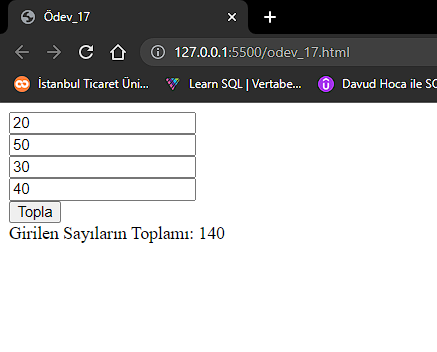 Ödev_17
127.0.0.1:5500/odev_17.html
İstanbul Ticaret Üni... Learn SQL | Vertabe... Davud Hoca ile SC
20
50
30
40
Topla
Girilen Sayıların Toplamı: 140